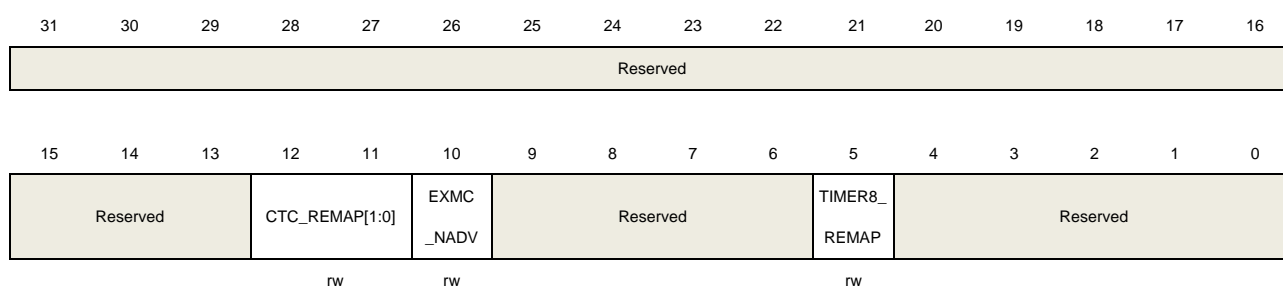 31 30 29 28 27 26 25 24 23 22 21 20 19 18 17 16
Reserved
15 14 13 12 11 10 9 8 7 6 5 4 3 2 1 0
Reserved CTC_REMAP[1:0] EXMC _NADV Reserved TIMER8_ REMAP Reserved
rw rw rw